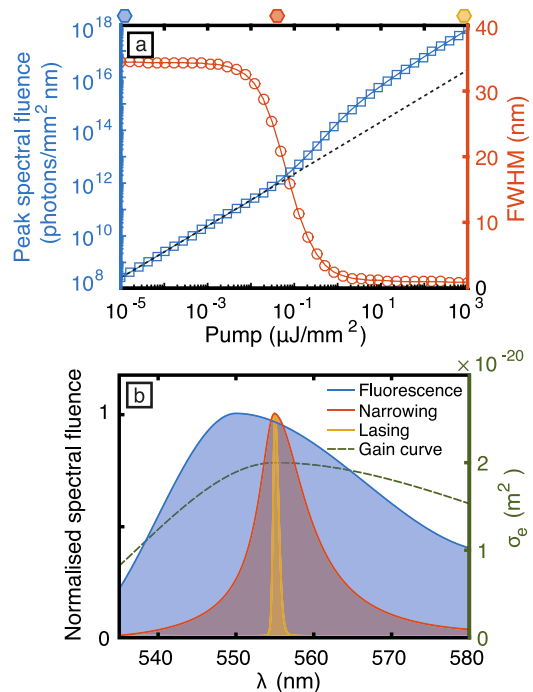 a
10^18
10^16
10^14
10^12
10^10
10^8
Peak spectral fluence
(photons/mm^2 nm)
40
30
20
10
0
FWHM (nm)
10^-5
10^-3
10^-1
10^1
10^3
Pump (μJ/mm^2)
b
× 10^-20
Fluorescence
Narrowing
Lasing
Gain curve
1
0
Normalised spectral fluence
2
1
0
σ_e (m^2)
540
550
560
570
580
λ (nm)